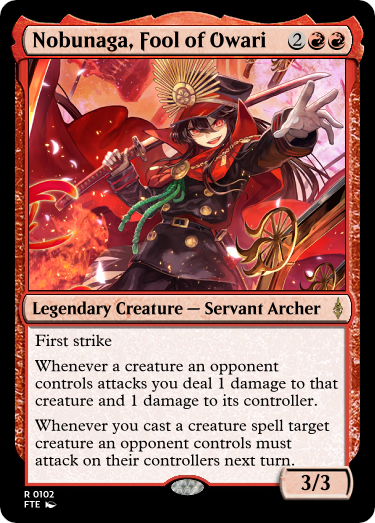 Nobunaga, Fool of Owari 2
Legendary Creature — Servant Archer
First strike
Whenever a creature an opponent
controls attacks you deal 1 damage to that
creature and 1 damage to its controller.
Whenever you cast a creature spell target
creature an opponent controls must
attack on their controllers next turn.
3/3
R 0102
FTE